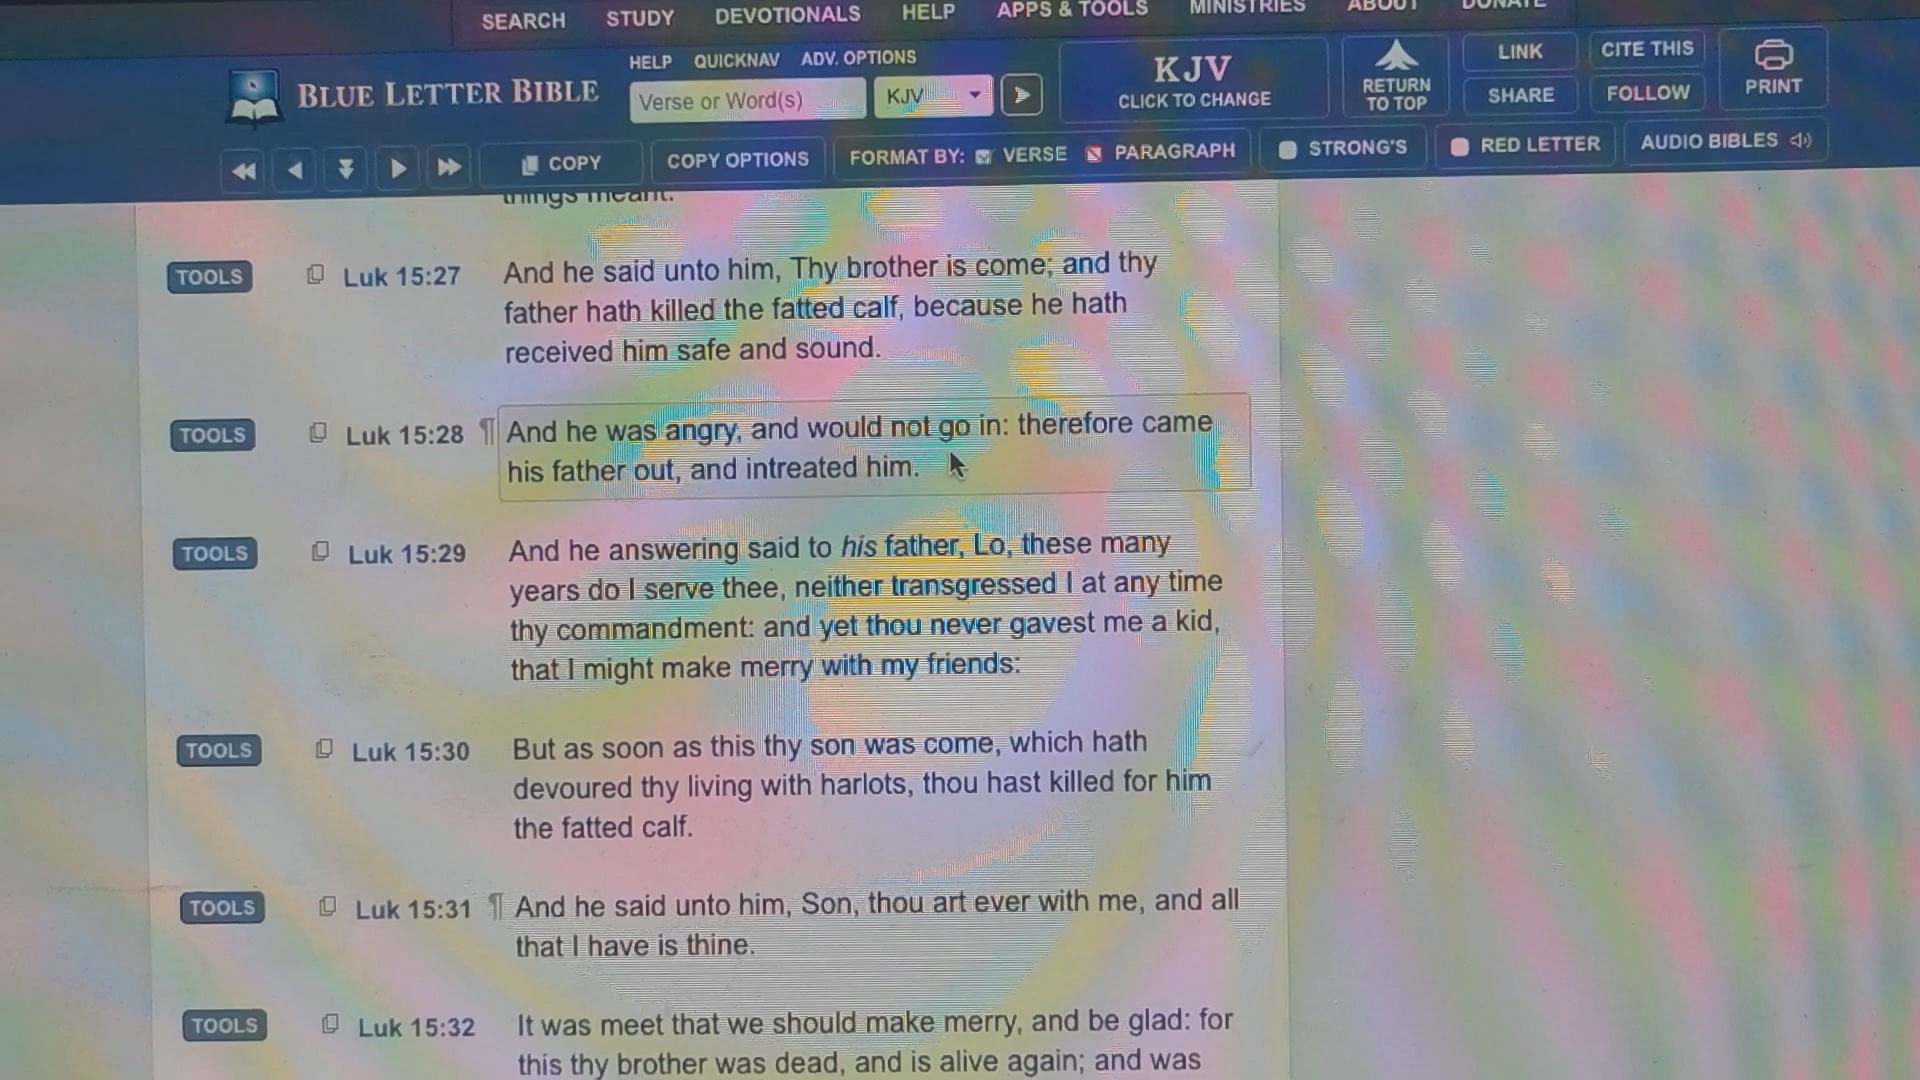 SEARCH STUDY DEVOTIONALS HELP APPS & TOOLS MINISTRIES ABOUT DONATE
HELP QUICKNAV ADV. OPTIONS
BLUE LETTER BIBLE
Verse or Word(s)
KJV
KJV
CLICK TO CHANGE
RETURN
TO TOP
LINK
CITE THIS
SHARE
FOLLOW
PRINT
COPY
COPY OPTIONS
FORMAT BY: VERSE PARAGRAPH
STRONG'S
RED LETTER
AUDIO BIBLES
things meant.
TOOLS Luk 15:27 And he said unto him, Thy brother is come; and thy
father hath killed the fatted calf, because he hath
received him safe and sound.
TOOLS Luk 15:28 ¶ And he was angry, and would not go in: therefore came
his father out, and intreated him.
TOOLS Luk 15:29 And he answering said to his father, Lo, these many
years do I serve thee, neither transgressed I at any time
thy commandment: and yet thou never gavest me a kid,
that I might make merry with my friends:
TOOLS Luk 15:30 But as soon as this thy son was come, which hath
devoured thy living with harlots, thou hast killed for him
the fatted calf.
TOOLS Luk 15:31 ¶ And he said unto him, Son, thou art ever with me, and all
that I have is thine.
TOOLS Luk 15:32 It was meet that we should make merry, and be glad: for
this thy brother was dead, and is alive again; and was